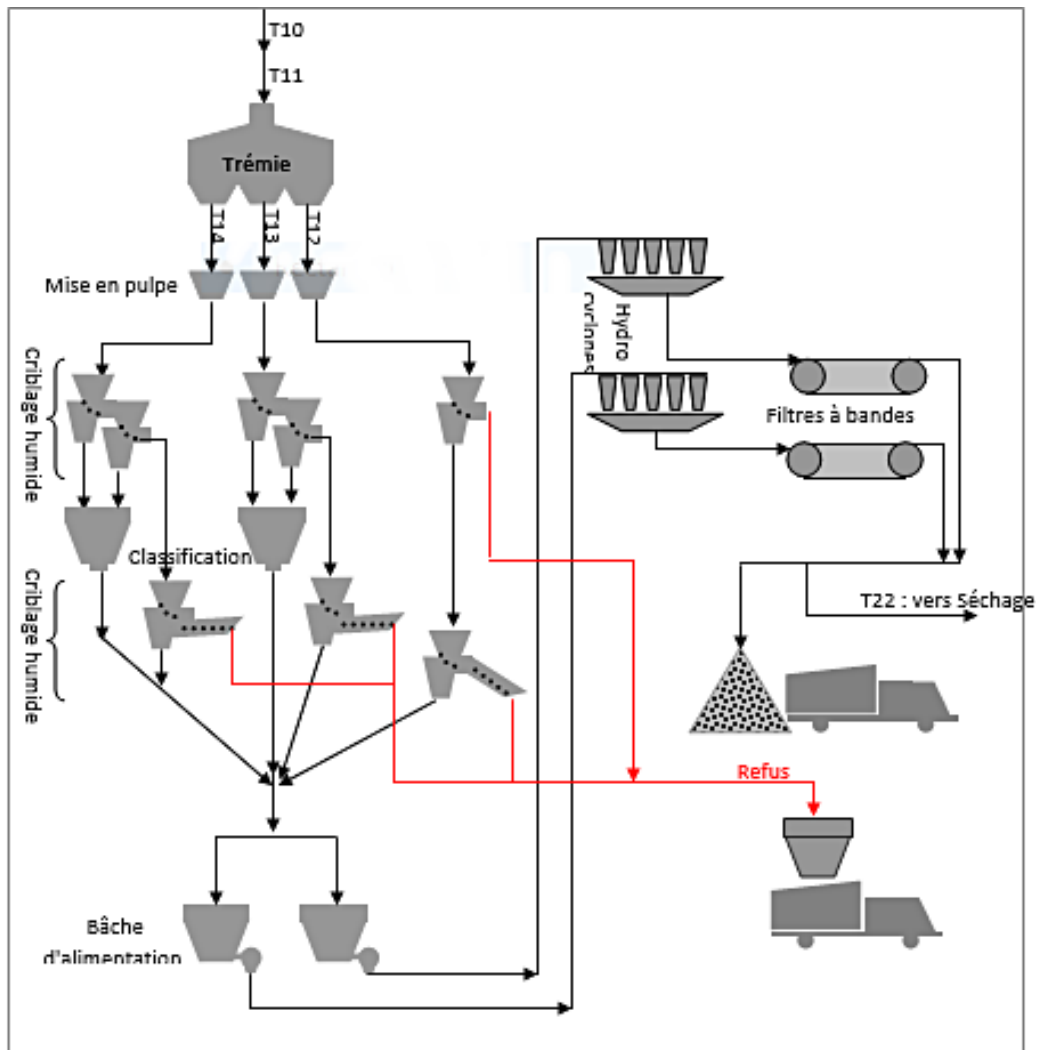 T10
T11
Trémie
T14
T13
T12
Mise en pulpe
Criblage humide
Hydro
cyclones
Filtres à bandes
Classification
Criblage humide
T22 : vers Séchage
Refus
Bâche
d'alimentation